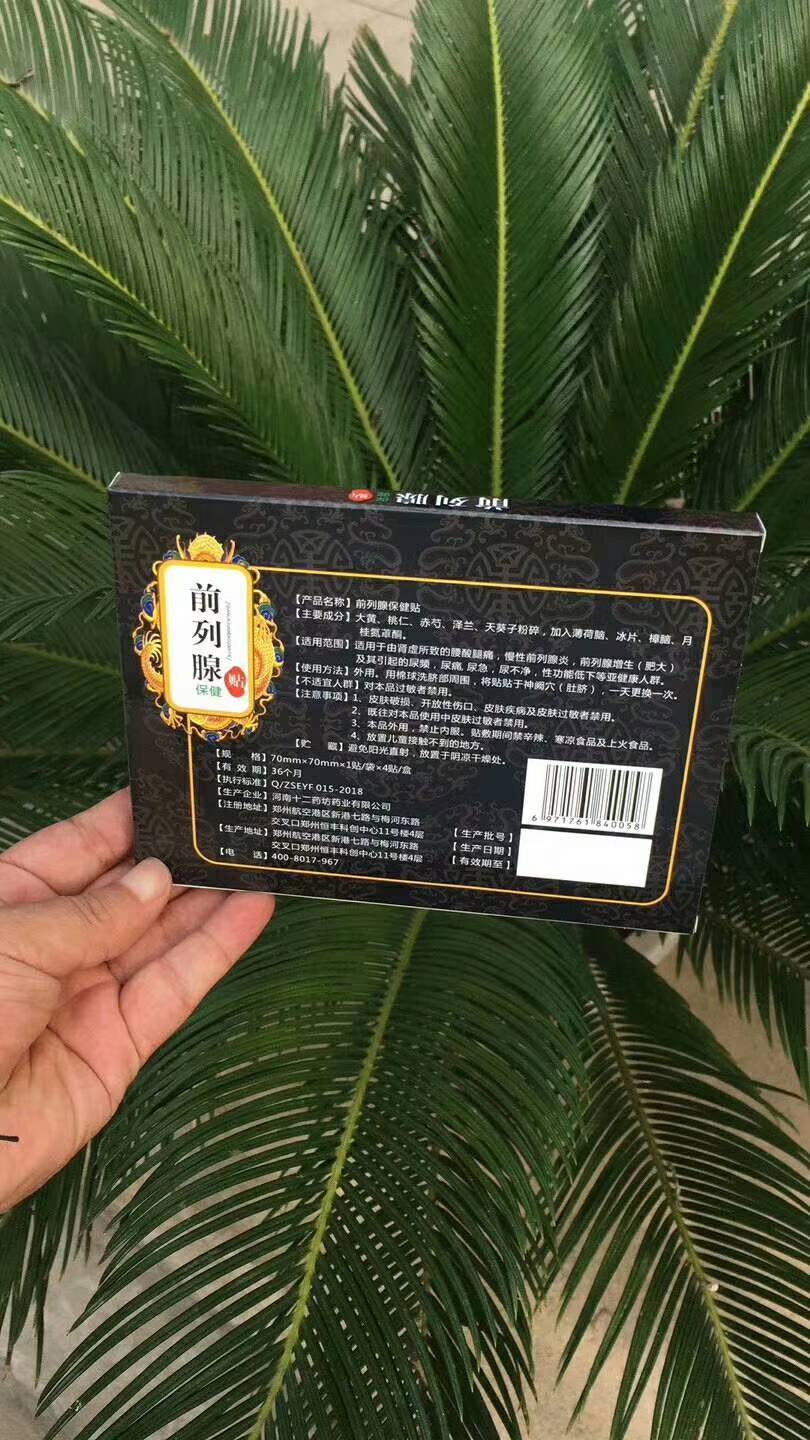 前列腺
保健
贴
前列腺
保健
贴
【产品名称】前列腺保健贴
【主要成分】大黄、桃仁、赤芍、泽兰、天葵子粉碎，加入薄荷脑、冰片、樟脑、月
桂氮䓬酮。
【适用范围】适用于由肾虚所致的腰酸腿痛，慢性前列腺炎，前列腺增生（肥大）
及其引起的尿频，尿痛 尿急，尿不净，性功能低下等亚健康人群。
【使用方法】外用。用棉球洗脐部周围，将贴贴于神阙穴（肚脐），一天更换一次。
【不适宜人群】对本品过敏者禁用。
【注意事项】1、皮肤破损、开放性伤口、皮肤疾病及皮肤过敏者禁用。
2、既往对本品使用中皮肤过敏者禁用。
3、本品外用，禁止内服。贴敷期间禁辛辣、寒凉食品及上火食品。
4、放置儿童接触不到的地方。
【贮 藏】避免阳光直射，放置于阴凉干燥处。
【规 格】70mm×70mm×1贴/袋×4贴/盒
【有 效 期】36个月
【执行标准】Q/ZSEYF 015-2018
【生产企业】河南十二药坊药业有限公司
【注册地址】郑州航空港区新港七路与梅河东路
交叉口郑州恒丰科创中心11号楼4层
【生产地址】郑州航空港区新港七路与梅河东路
交叉口郑州恒丰科创中心11号楼4层
【电 话】400-8017-967
【生产批号】
【生产日期】
【有效期至】
6 971761 840058